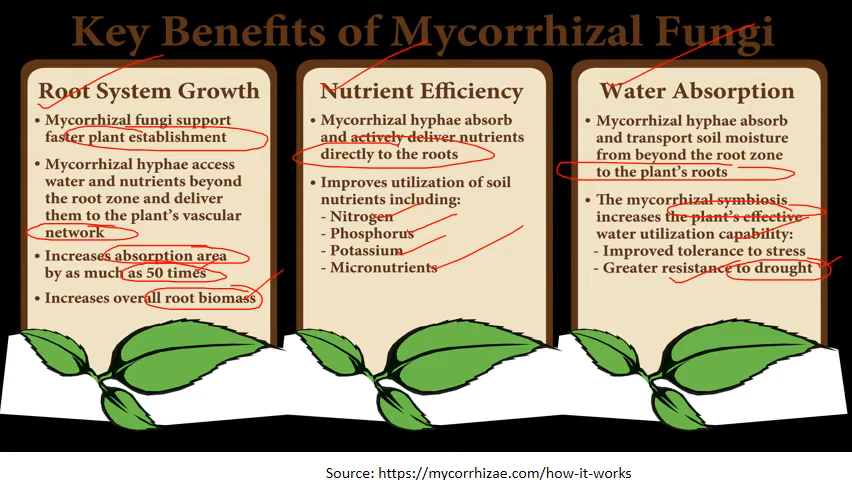 Key Benefits of Mycorrhizal Fungi
Root System Growth
• Mycorrhizal fungi support
faster plant establishment
• Mycorrhizal hyphae access
water and nutrients beyond
the root zone and deliver
them to the plant's vascular
network
• Increases absorption area
by as much as 50 times
• Increases overall root biomass
Nutrient Efficiency
• Mycorrhizal hyphae absorb
and actively deliver nutrients
directly to the roots
• Improves utilization of soil
nutrients including:
- Nitrogen
- Phosphorus
- Potassium
- Micronutrients
Water Absorption
• Mycorrhizal hyphae absorb
and transport soil moisture
from beyond the root zone
to the plant's roots
• The mycorrhizal symbiosis
increases the plant's effective
water utilization capability:
- Improved tolerance to stress
- Greater resistance to drought
Source: https://mycorrhizae.com/how-it-works